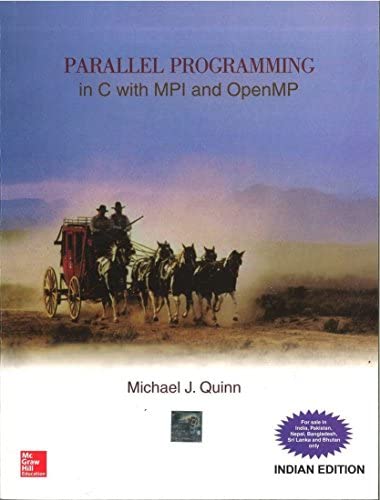 PARALLEL PROGRAMMING
in C with MPI and OpenMP
Michael J. Quinn
Mc
Graw
Hill
Education
For sale in
India, Pakistan,
Nepal, Bangladesh,
Sri Lanka and Bhutan
only
INDIAN EDITION